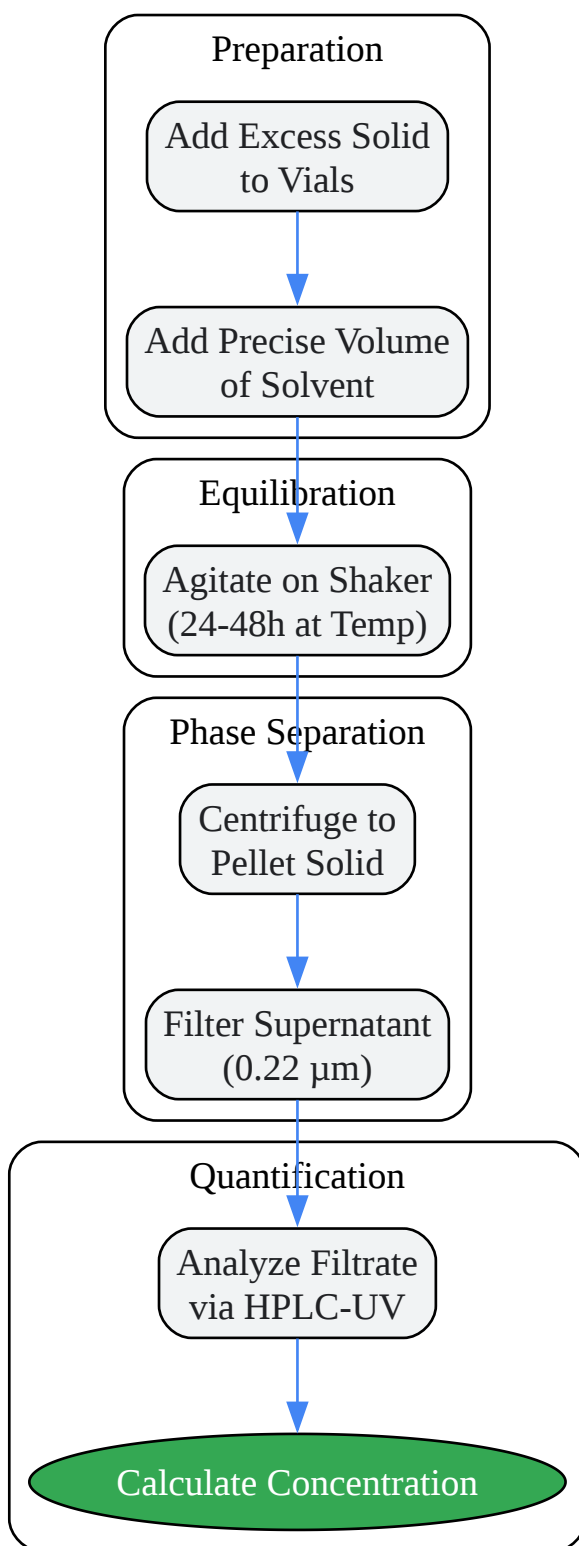 Preparation
Add Excess Solid
to Vials
Add Precise Volume
of Solvent
Equilibration
Agitate on Shaker
(24-48h at Temp)
Phase Separation
Centrifuge to
Pellet Solid
Filter Supernatant
(0.22 µm)
Quantification
Analyze Filtrate
via HPLC-UV
Calculate Concentration